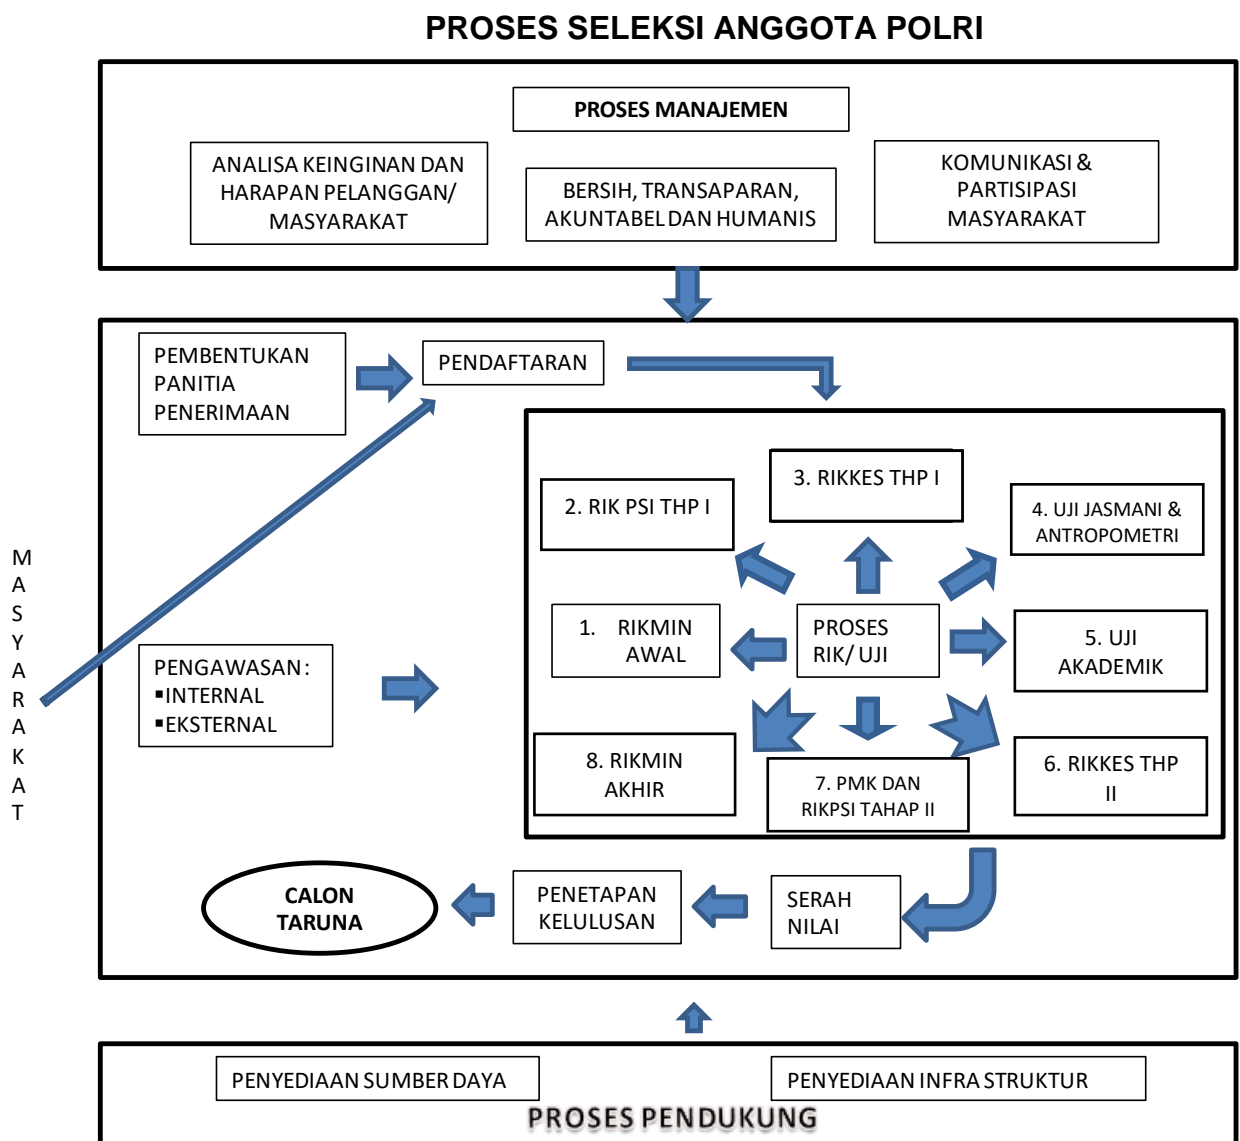 PROSES SELEKSI ANGGOTA POLRI
PROSES MANAJEMEN
ANALISA KEINGINAN DAN
HARAPAN PELANGGAN/
MASYARAKAT
BERSIH, TRANSAPARAN,
AKUNTABEL DAN HUMANIS
KOMUNIKASI &
PARTISIPASI
MASYARAKAT
PEMBENTUKAN
PANITIA
PENERIMAAN
PENDAFTARAN
3. RIKKES THP I
2. RIK PSI THP I
4. UJI JASMANI &
ANTROPOMETRI
M
A
S
Y
A
R
A
K
A
T
1. RIKMIN
AWAL
PROSES
RIK/ UJI
5. UJI
AKADEMIK
PENGAWASAN :
▪INTERNAL
▪EKSTERNAL
8. RIKMIN
AKHIR
7. PMK DAN
RIKPSI TAHAP II
6. RIKKES THP
II
CALON
TARUNA
PENETAPAN
KELULUSAN
SERAH
NILAI
PENYEDIAAN SUMBER DAYA
PENYEDIAAN INFRA STRUKTUR
PROSES PENDUKUNG